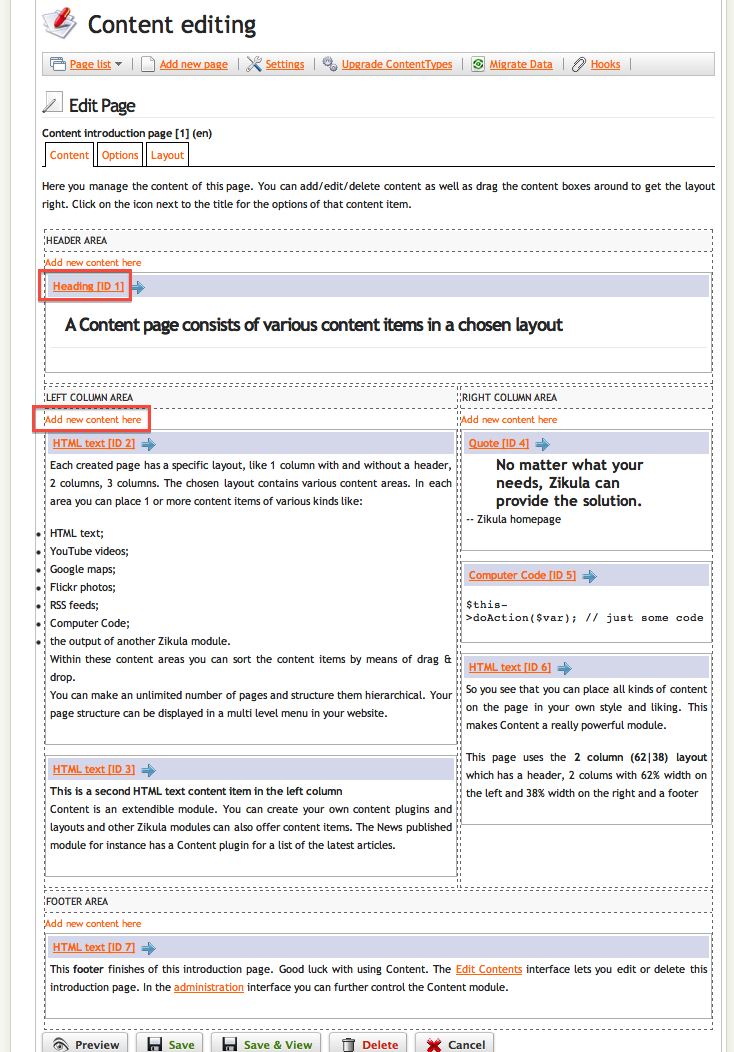 Content editing
Page list | Add new page | Settings | Upgrade ContentTypes | Migrate Data | Hooks |
Edit Page
Content introduction page [1] (en)
Content Options Layout
Here you manage the content of this page. You can add/edit/delete content as well as drag the content boxes around to get the layout
right. Click on the icon next to the title for the options of that content item.
HEADER AREA
Add new content here
Heading [ID 1]
A Content page consists of various content items in a chosen layout
LEFT COLUMN AREA
Add new content here
HTML text [ID 2]
Each created page has a specific layout, like 1 column with and without a header,
2 columns, 3 columns. The chosen layout contains various content areas. In each
area you can place 1 or more content items of various kinds like:
• HTML text;
• YouTube videos;
• Google maps;
• Flickr photos;
• RSS feeds;
• Computer Code;
• the output of another Zikula module.
Within these content areas you can sort the content items by means of drag &
drop.
You can make an unlimited number of pages and structure them hierarchical. Your
page structure can be displayed in a multi level menu in your website.
HTML text [ID 3]
This is a second HTML text content item in the left column
Content is an extendible module. You can create your own content plugins and
layouts and other Zikula modules can also offer content items. The News published
module for instance has a Content plugin for a list of the latest articles.
RIGHT COLUMN AREA
Add new content here
Quote [ID 4]
No matter what your
needs, Zikula can
provide the solution.
-- Zikula homepage
Computer Code [ID 5]
$this-
>doAction($var); // just some code
HTML text [ID 6]
So you see that you can place all kinds of content
on the page in your own style and liking. This
makes Content a really powerful module.
This page uses the 2 column (62|38) layout
which has a header, 2 colums with 62% width on
the left and 38% width on the right and a footer
FOOTER AREA
Add new content here
HTML text [ID 7]
This footer finishes of this introduction page. Good luck with using Content. The Edit Contents interface lets you edit or delete this
introduction page. In the administration interface you can further control the Content module.
Preview Save Save & View Delete Cancel